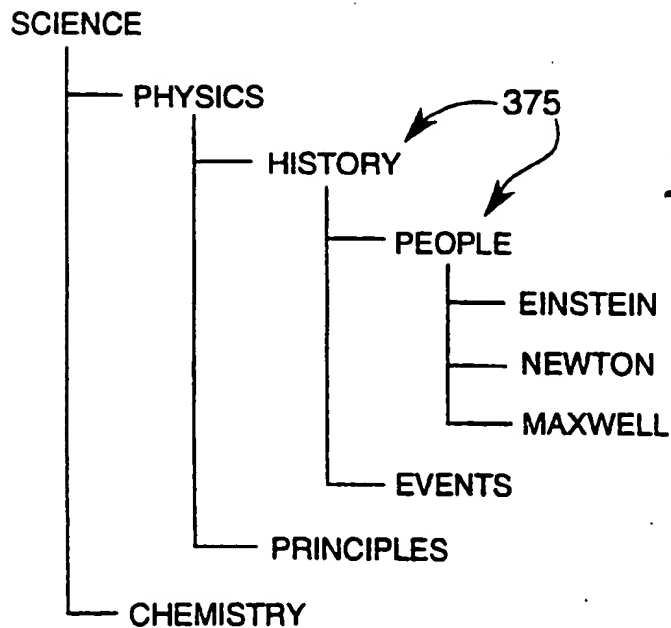 SCIENCE
PHYSICS
375
HISTORY
PEOPLE
EINSTEIN
NEWTON
MAXWELL
EVENTS
PRINCIPLES
CHEMISTRY